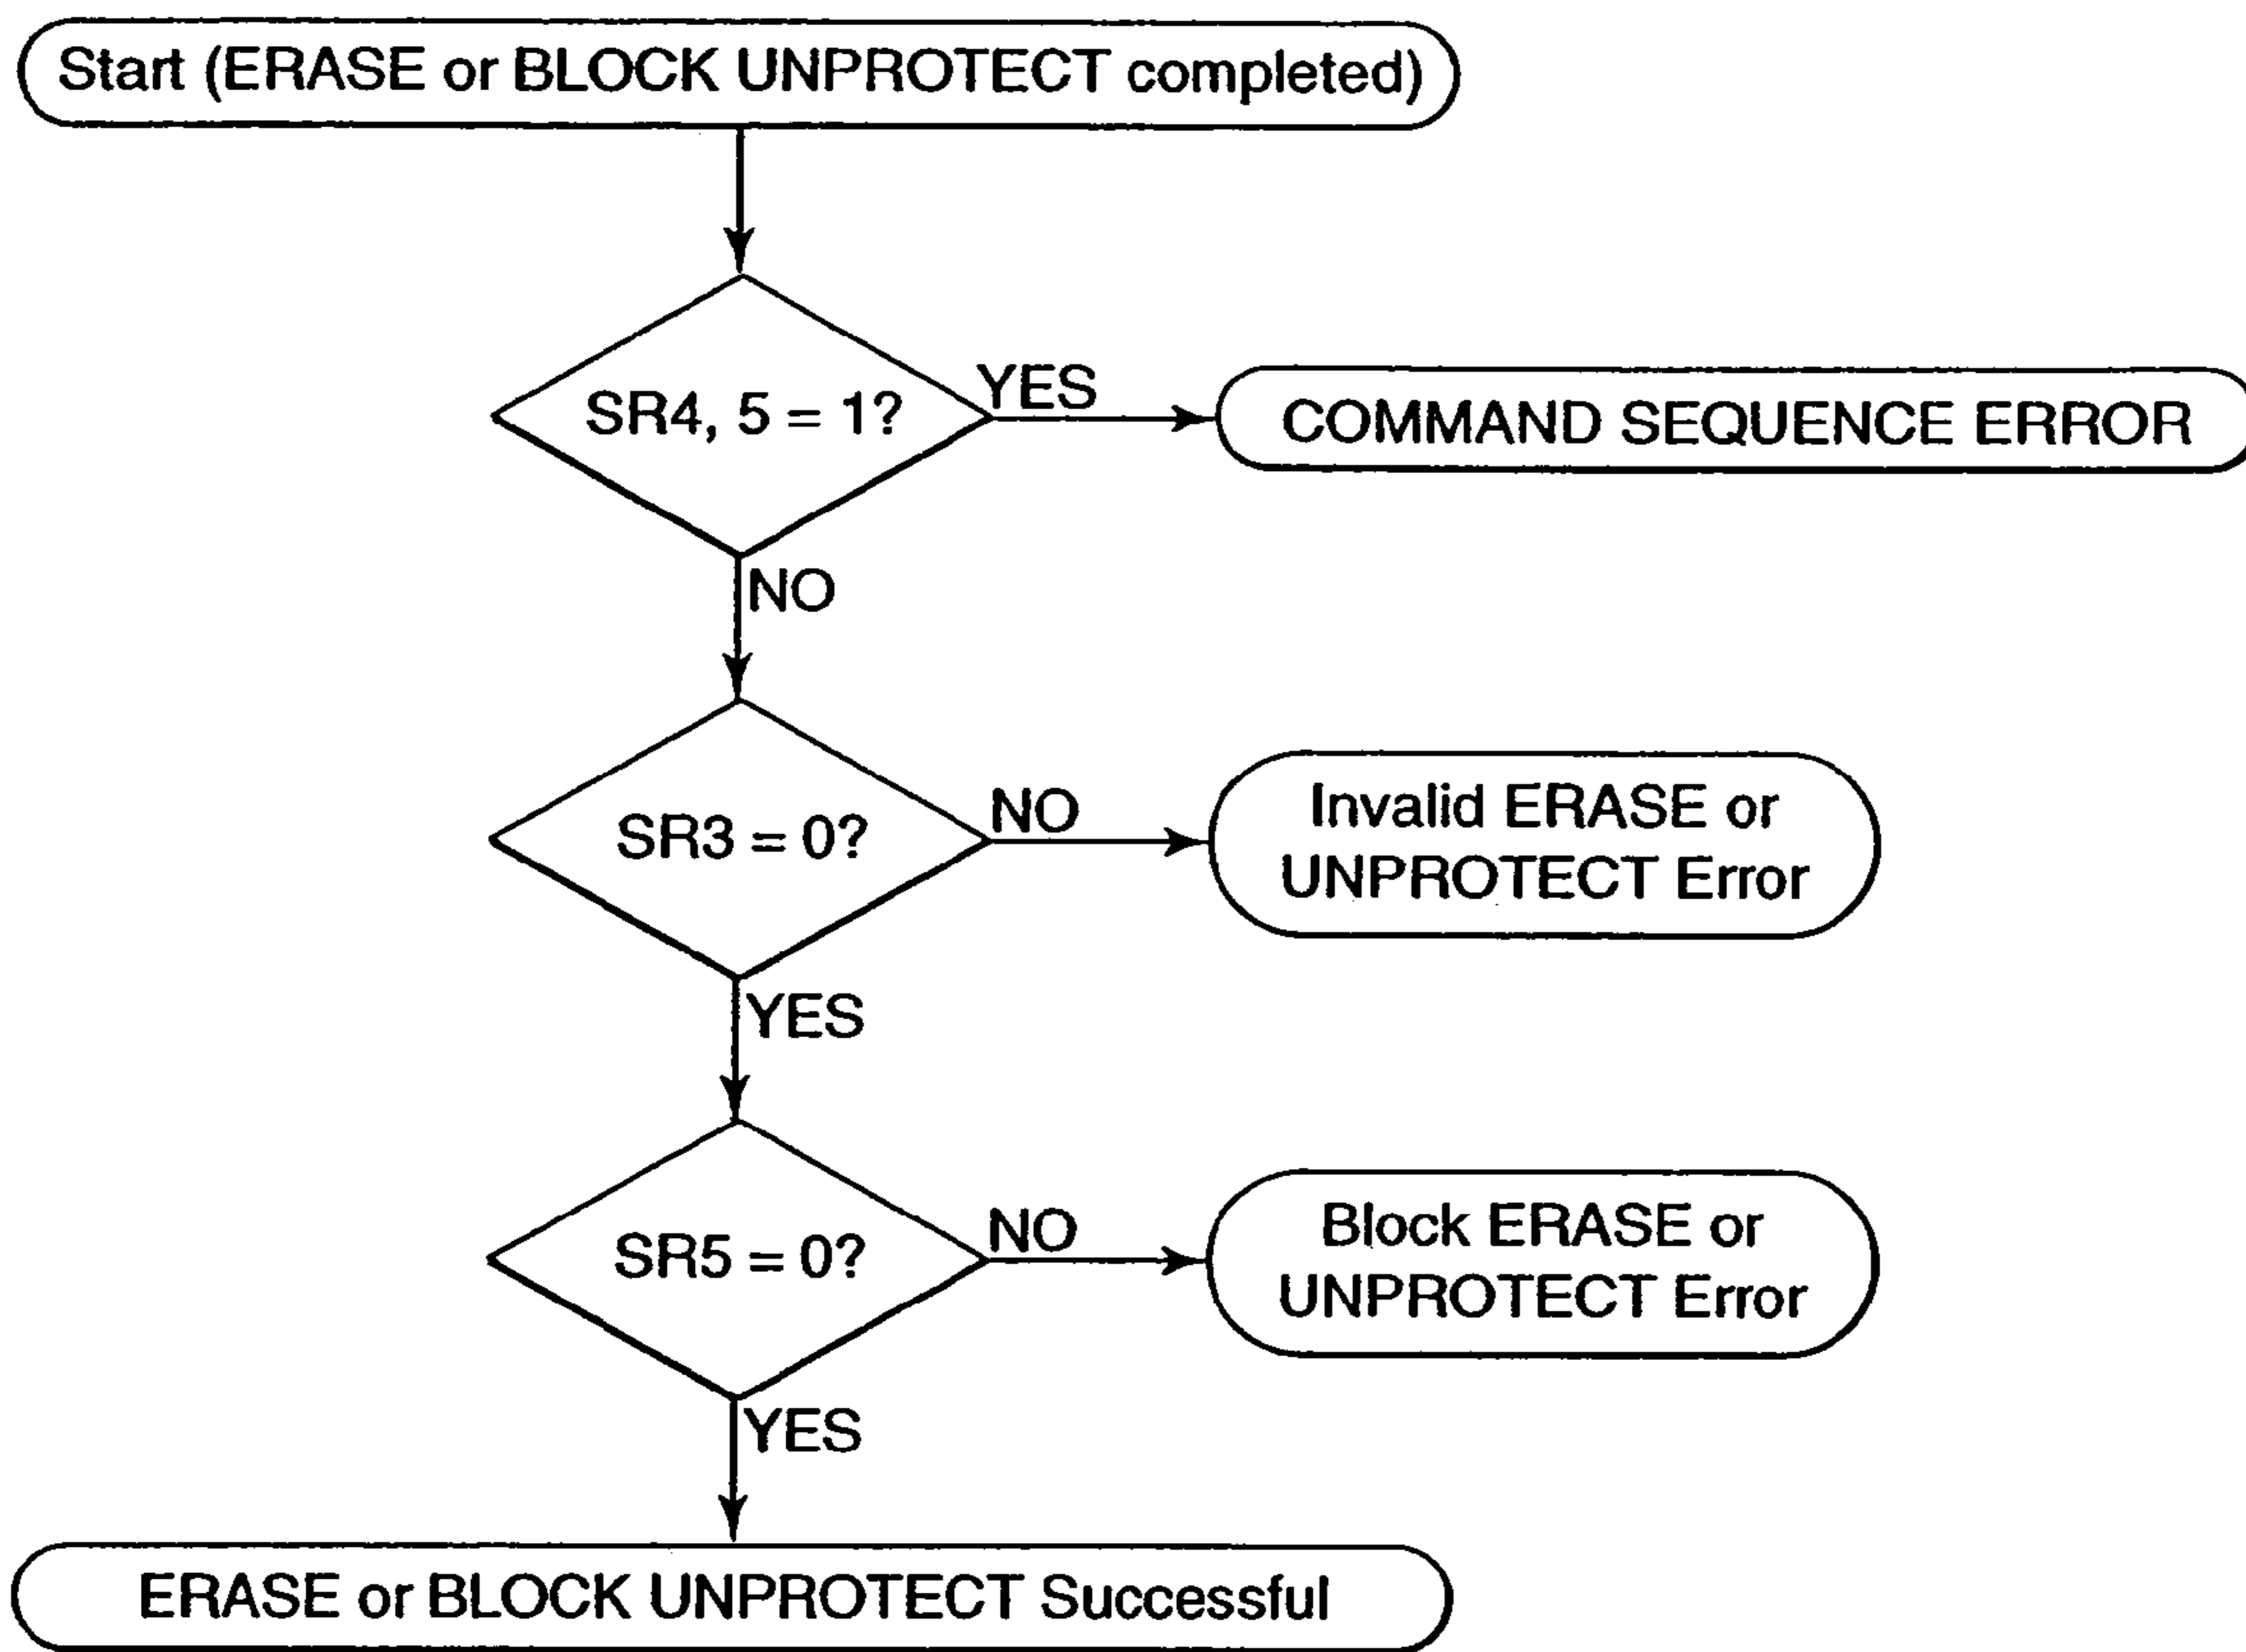 Start (ERASE or BLOCK UNPROTECT completed)
SR4, 5 = 1?
YES
COMMAND SEQUENCE ERROR
NO
SR3 = 0?
NO
Invalid ERASE or
UNPROTECT Error
YES
SR5 = 0?
NO
Block ERASE or
UNPROTECT Error
YES
ERASE or BLOCK UNPROTECT Successful